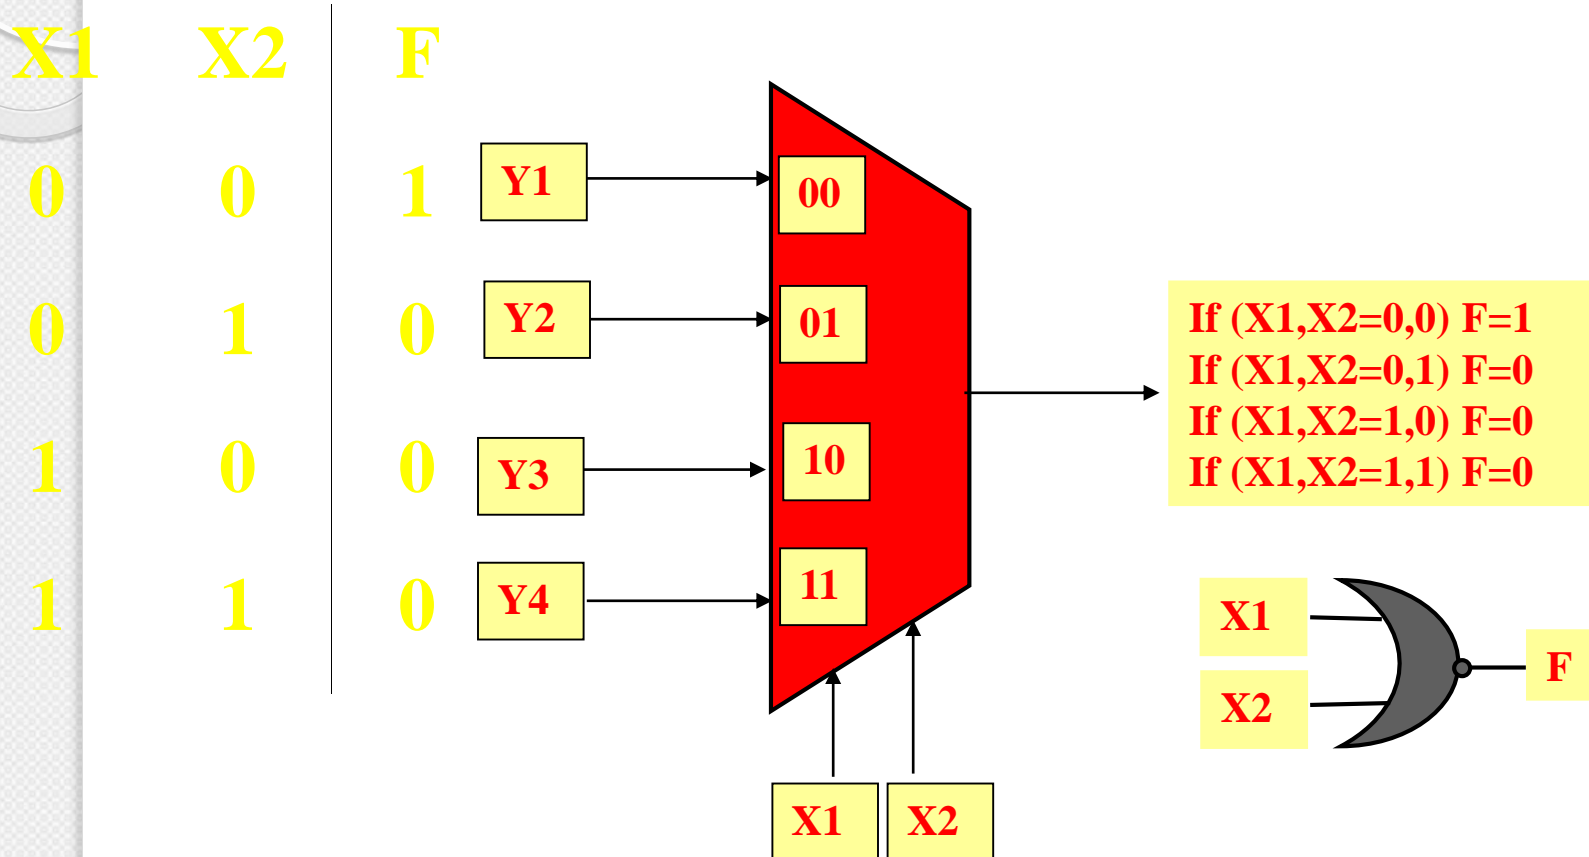 X1 X2 F
0 0 1
0 1 0
1 0 0
1 1 0
Y1
Y2
Y3
Y4
00
01
10
11
X1 X2
If (X1,X2=0,0) F=1
If (X1,X2=0,1) F=0
If (X1,X2=1,0) F=0
If (X1,X2=1,1) F=0
X1
X2
F